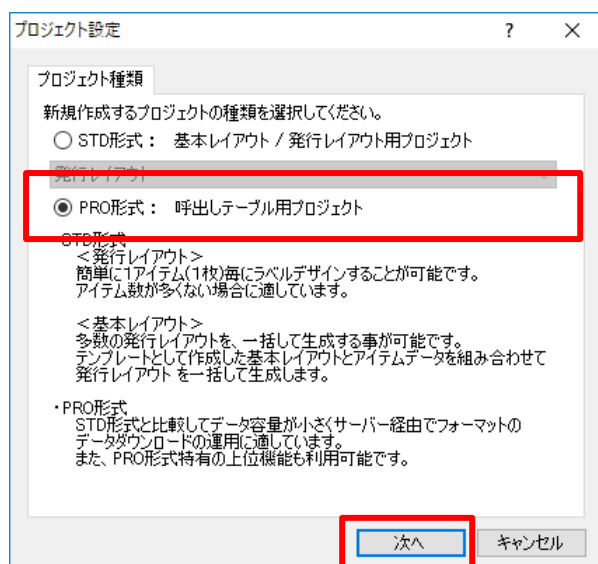 プロジェクト設定 ? ×
プロジェクト種類
新規作成するプロジェクトの種類を選択してください。
STD形式： 基本レイアウト / 発行レイアウト用プロジェクト
発行レイアウト
PRO形式： 呼出しテーブル用プロジェクト
STD形式
＜発行レイアウト＞
簡単に1アイテム(1枚)毎にラベルデザインすることが可能です。
アイテム数が多くない場合に適しています。
＜基本レイアウト＞
多数の発行レイアウトを、一括して生成する事が可能です。
テンプレートとして作成した基本レイアウトとアイテムデータを組み合わせて
発行レイアウト を一括して生成します。
・PRO形式
STD形式と比較してデータ容量が小さくサーバー経由でフォーマットの
データダウンロードの運用に適しています。
また、PRO形式特有の上位機能も利用可能です。
次へ キャンセル